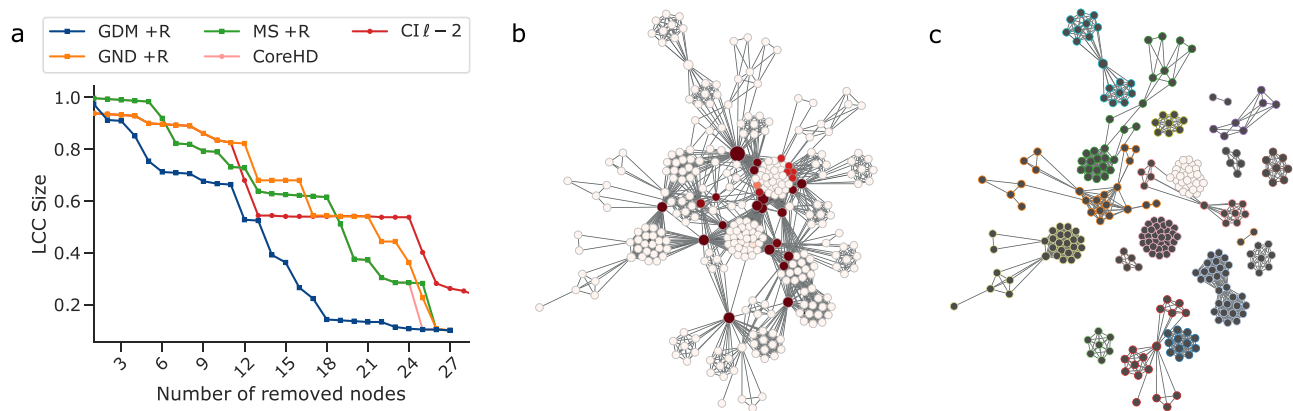 a
GDM +R MS +R CI ℓ − 2
GND +R CoreHD
LCC Size
1.0
0.8
0.6
0.4
0.2
3 6 9 12 15 18 21 24 27
Number of removed nodes
b
c